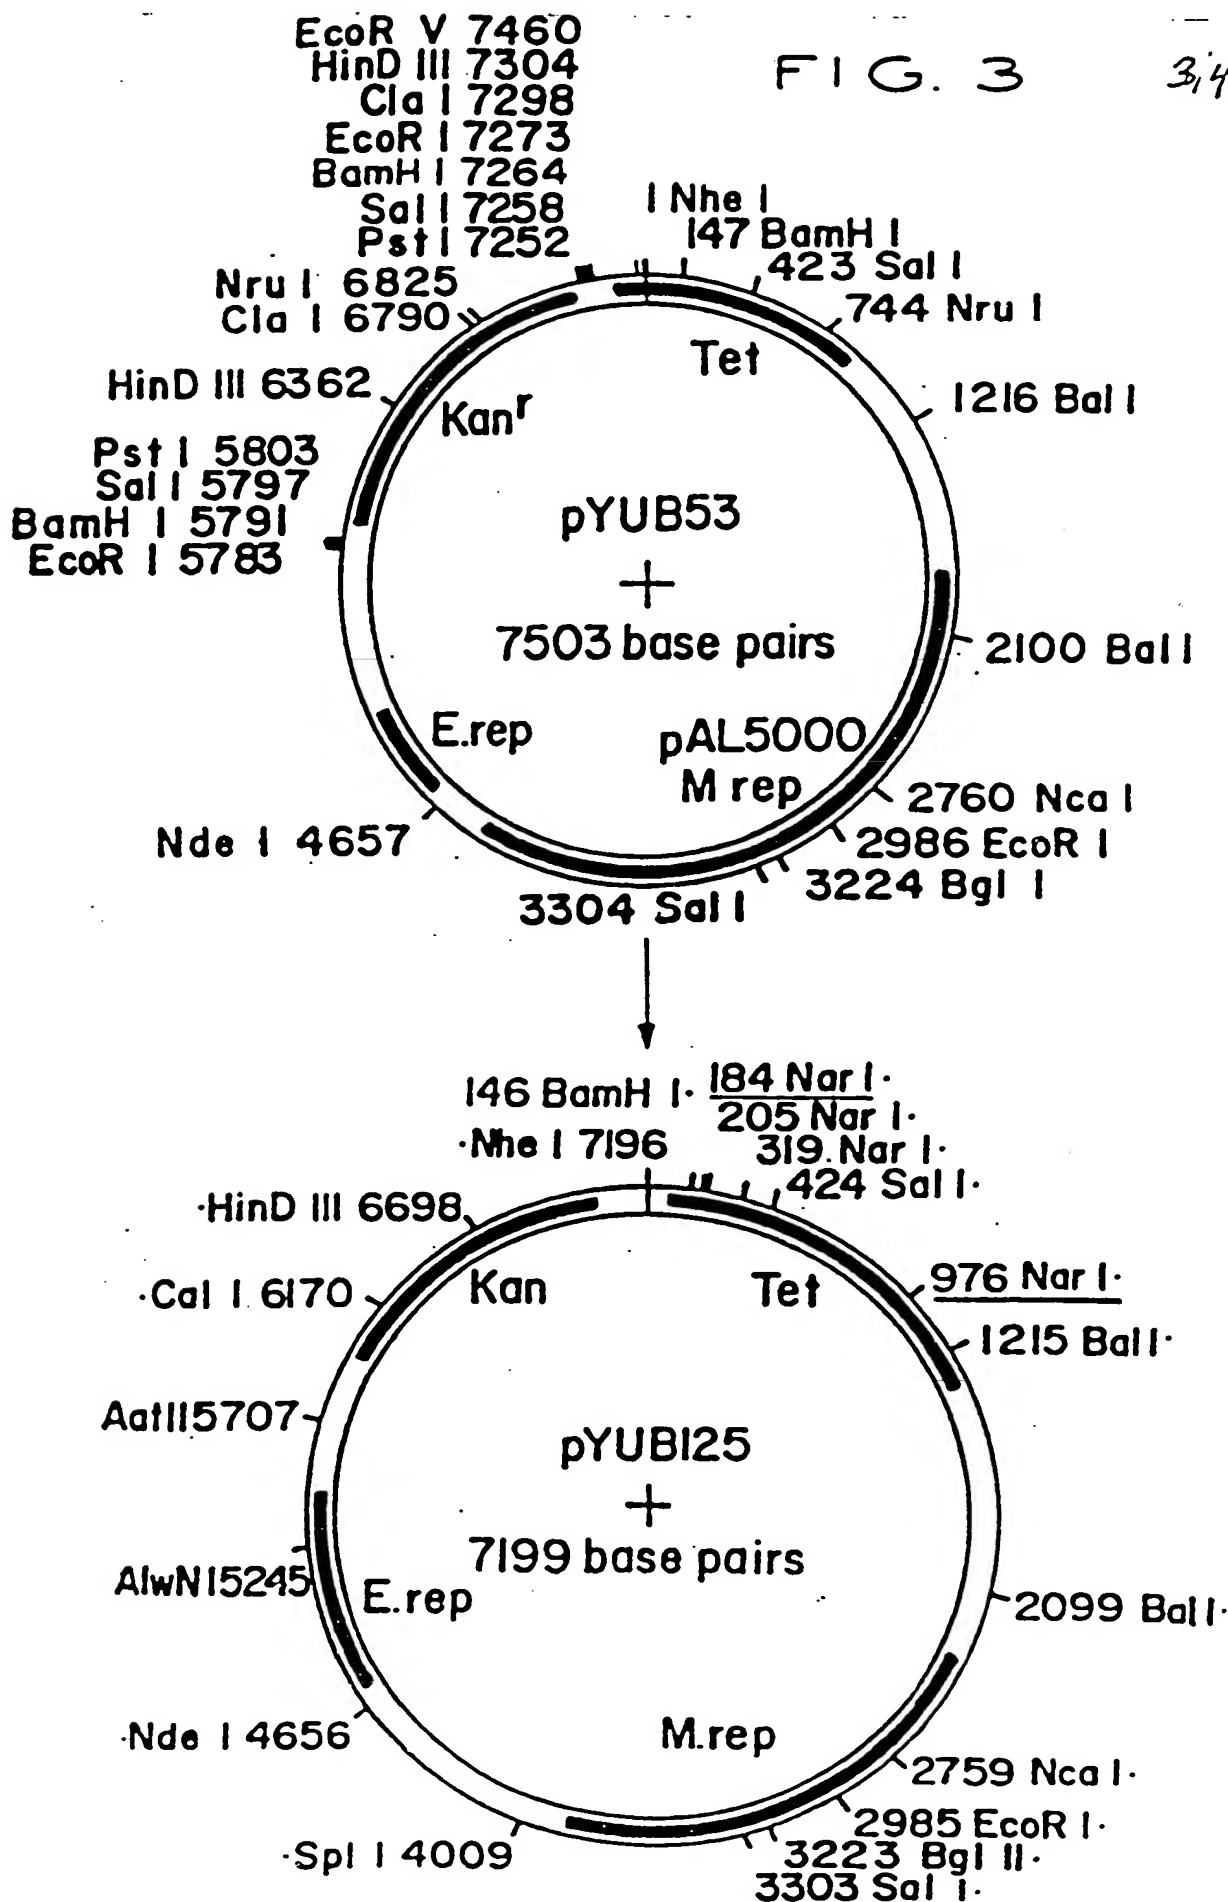 FIG. 3
3,4
EcoR V 7460
HinD III 7304
Cla I 7298
EcoR I 7273
BamH I 7264
Sal I 7258
Pst I 7252
Nru I 6825
Cla I 6790
HinD III 6362
Pst I 5803
Sal I 5797
BamH I 5791
EcoR I 5783
1 Nhe I
147 BamH I
423 Sal I
744 Nru I
1216 Bal I
2100 Bal I
2760 Nca I
2986 EcoR I
3224 Bgl I
3304 Sal I
Nde I 4657
Tet
Kanr
pYUB53
7503 base pairs
E.rep
pAL5000
M rep
146 BamH I.
184 Nar I.
205 Nar I.
.Nhe I 7196
319. Nar I.
424 Sal I.
.HinD III 6698
.Cal I 6170
Kan
Tet
976 Nar I.
1215 Bal I.
AatII5707
pYUB125
7199 base pairs
AlwNI5245
E.rep
2099 Bal I.
.Nde I 4656
M.rep
2759 Nca I.
2985 EcoR I.
.Spl I 4009
3223 Bgl II.
3303 Sal I.